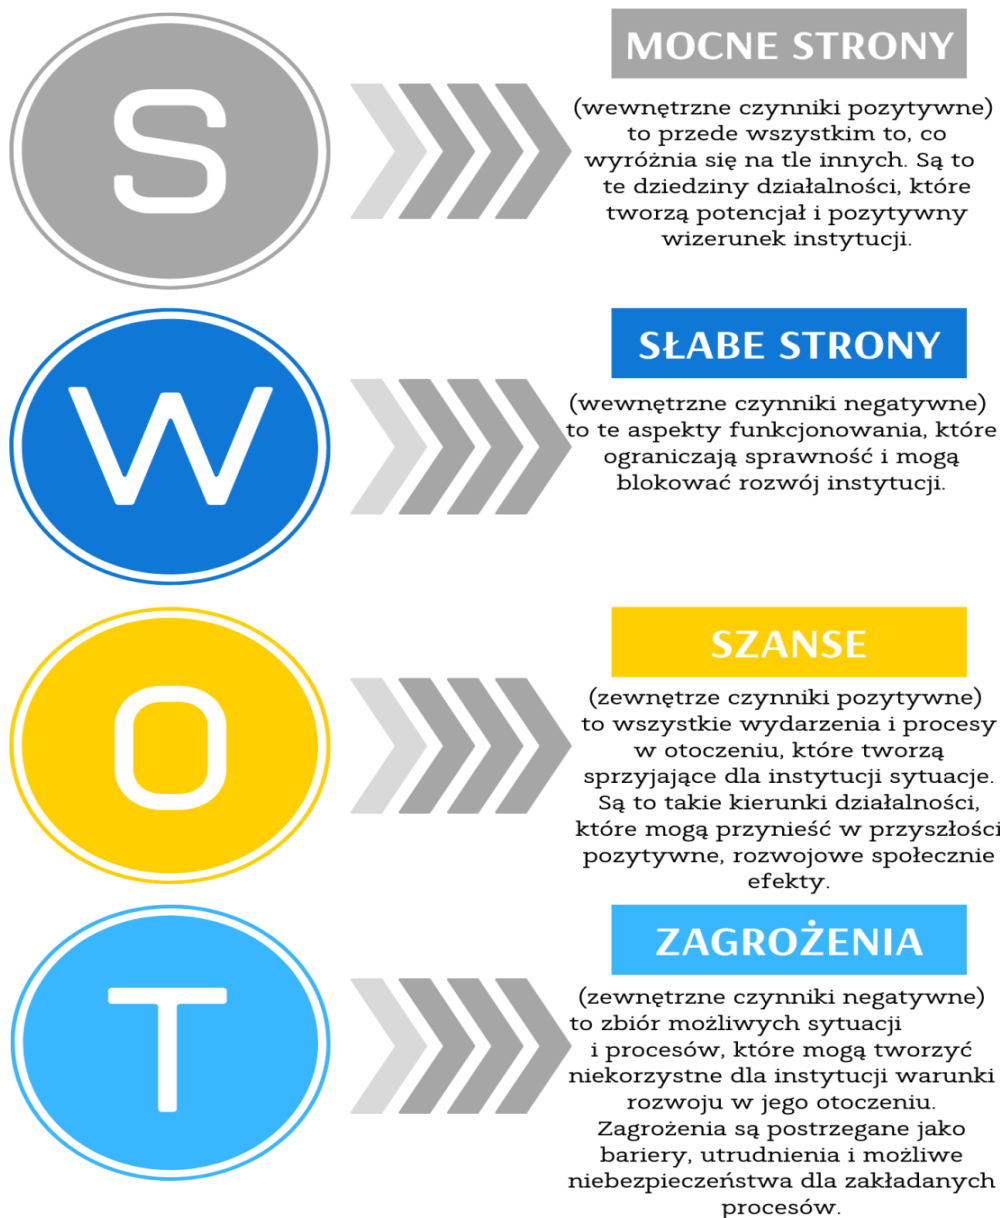 S
MOCNE STRONY
(wewnętrzne czynniki pozytywne)
to przede wszystkim to, co
wyróżnia się na tle innych. Są to
te dziedziny działalności, które
tworzą potencjał i pozytywny
wizerunek instytucji.
W
SŁABE STRONY
(wewnętrzne czynniki negatywne)
to te aspekty funkcjonowania, które
ograniczają sprawność i mogą
blokować rozwój instytucji.
O
SZANSE
(zewnętrze czynniki pozytywne)
to wszystkie wydarzenia i procesy
w otoczeniu, które tworzą
sprzyjające dla instytucji sytuacje.
Są to takie kierunki działalności,
które mogą przynieść w przyszłości
pozytywne, rozwojowe społecznie
efekty.
T
ZAGROŻENIA
(zewnętrzne czynniki negatywne)
to zbiór możliwych sytuacji
i procesów, które mogą tworzyć
niekorzystne dla instytucji warunki
rozwoju w jego otoczeniu.
Zagrożenia są postrzegane jako
bariery, utrudnienia i możliwe
niebezpieczeństwa dla zakładanych
procesów.